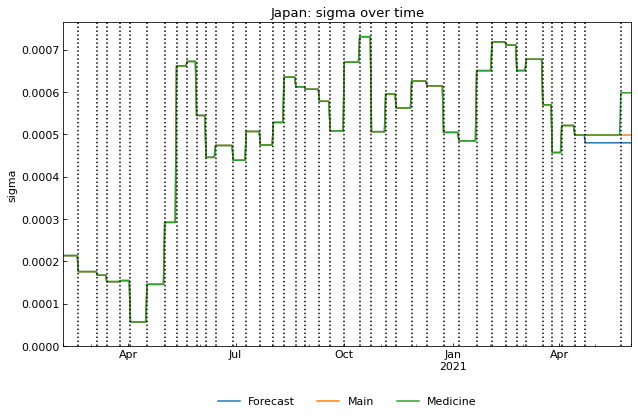 Japan: sigma over time
0.0007
0.0006
0.0005
0.0004
0.0003
0.0002
0.0001
0.0000
sigma
Apr Jul Oct Jan Apr
2021
Forecast Main Medicine